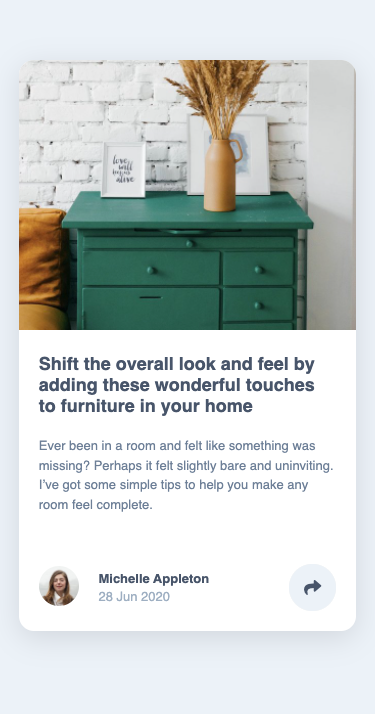 love
will
keep us
alive
Shift the overall look and feel by
adding these wonderful touches
to furniture in your home
Ever been in a room and felt like something was
missing? Perhaps it felt slightly bare and uninviting.
I've got some simple tips to help you make any
room feel complete.
Michelle Appleton
28 Jun 2020